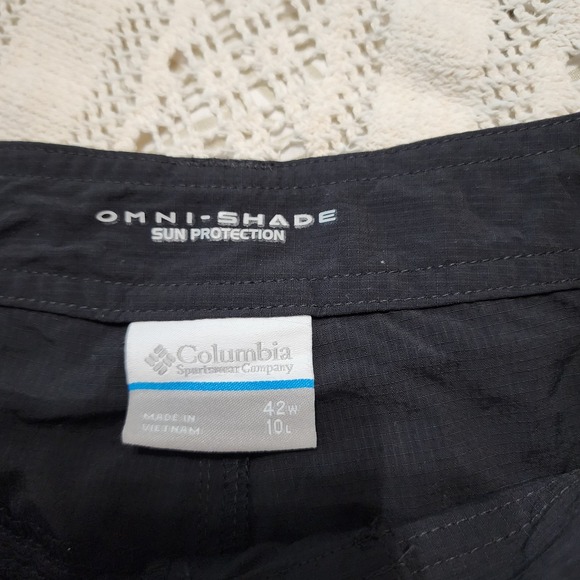 OMNI-SHADE
SUN PROTECTION
Columbia
Sportswear Company
42W
10L
MADE IN
VIETNAM